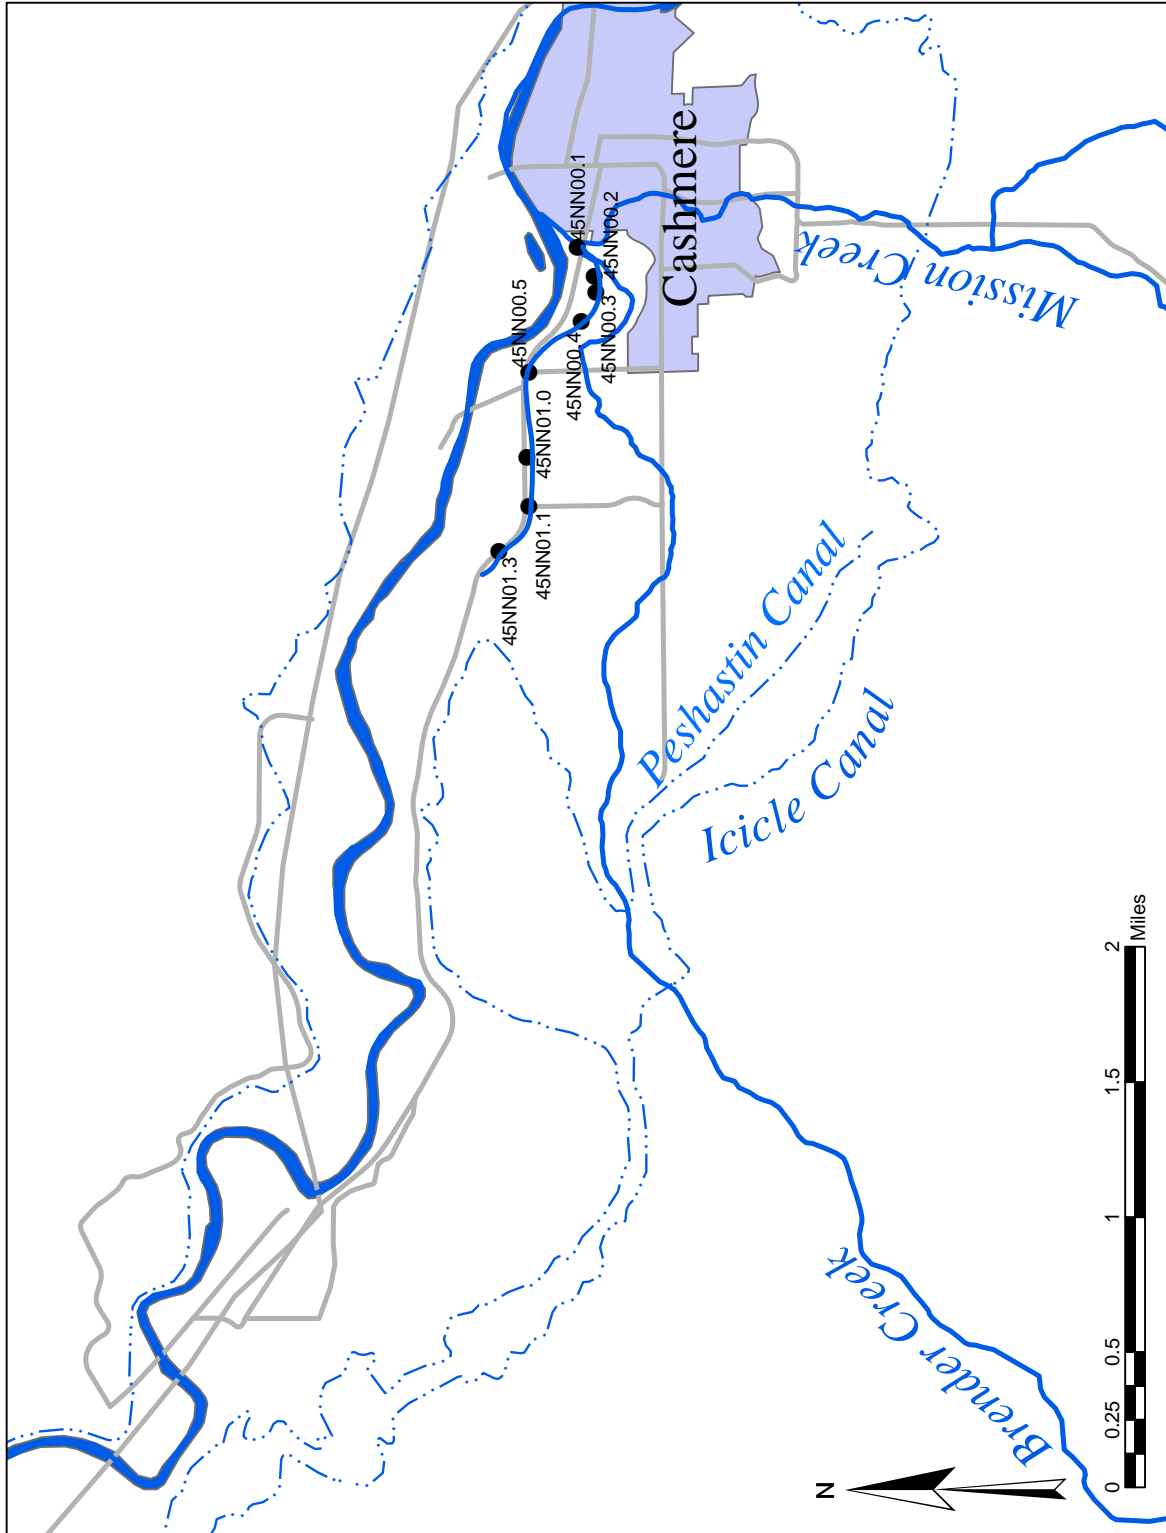 45NN00.1
45NN00.2
45NN00.3
45NN00.4
45NN00.5
45NN01.0
45NN01.1
45NN01.3
Cashmere
Mission Creek
Peshastin Canal
Icicle Canal
Brender Creek
N
0 0.25 0.5 1 1.5 2
Miles